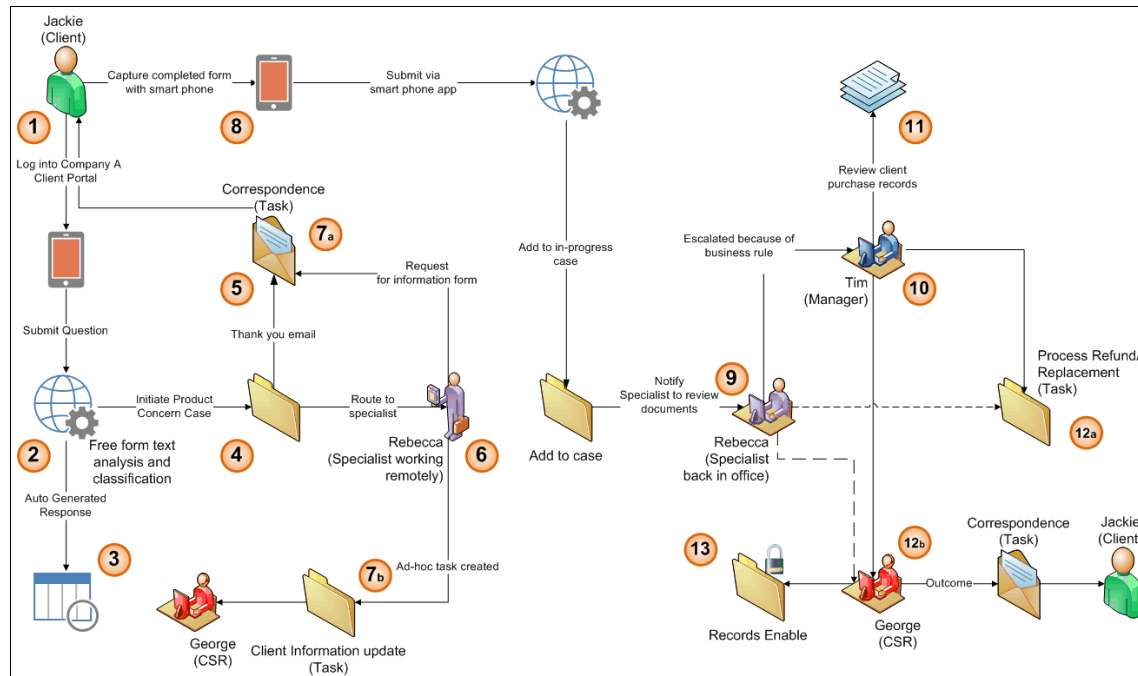 Jackie
(Client)
Capture completed form
with smart phone
Submit via
smart phone app
1
8
11
Log into Company A
Client Portal
Review client
purchase records
Correspondence
(Task)
7a
Add to in-progress
case
Escalated because of
business rule
Request
for information form
5
Tim
(Manager)
10
Submit Question
Thank you email
Process Refund/
Replacement
(Task)
9
Notify
Specialist to review
documents
Initiate Product
Concern Case
Route to
specialist
2
Free form text
analysis and
classification
4
Rebecca
(Specialist working
remotely)
6
Add to case
Rebecca
(Specialist
back in office)
12a
Auto Generated
Response
3
Ad-hoc task created
7b
13
12b
Correspondence
(Task)
Jackie
(Client
Outcome
George
(CSR)
Client Information update
(Task)
Records Enable
George
(CSR)